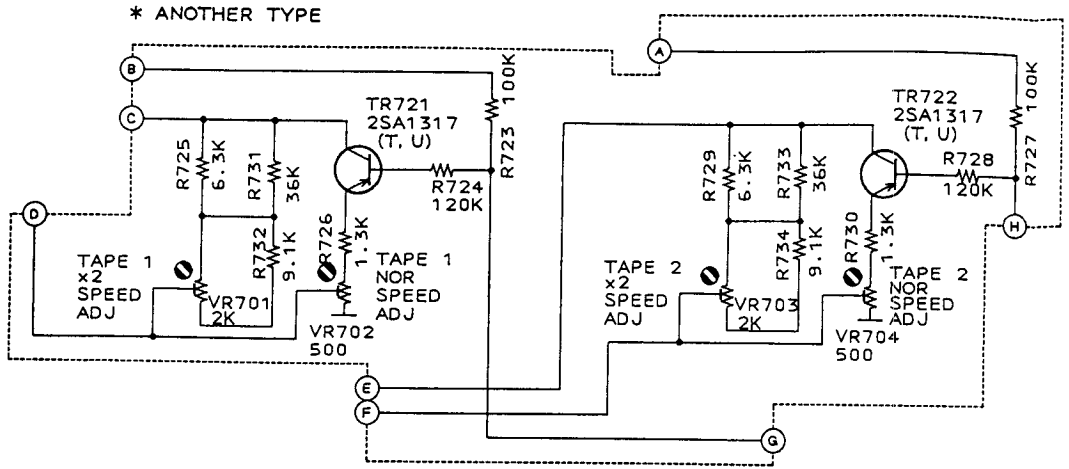 * ANOTHER TYPE
A
B
100K
R723
TR721
2SA1317
(T, U)
C
R725
6.3K
R731
36K
R724
120K
D
R732
9.1K
R726
1.3K
TAPE 1
x2
SPEED
ADJ
VR701
2K
TAPE 1
NOR
SPEED
ADJ
VR702
500
TR722
2SA1317
(T, U)
100K
R727
R729
6.3K
R733
36K
R728
120K
H
R734
9.1K
R730
1.3K
TAPE 2
x2
SPEED
ADJ
VR703
2K
TAPE 2
NOR
SPEED
ADJ
VR704
500
E
F
G